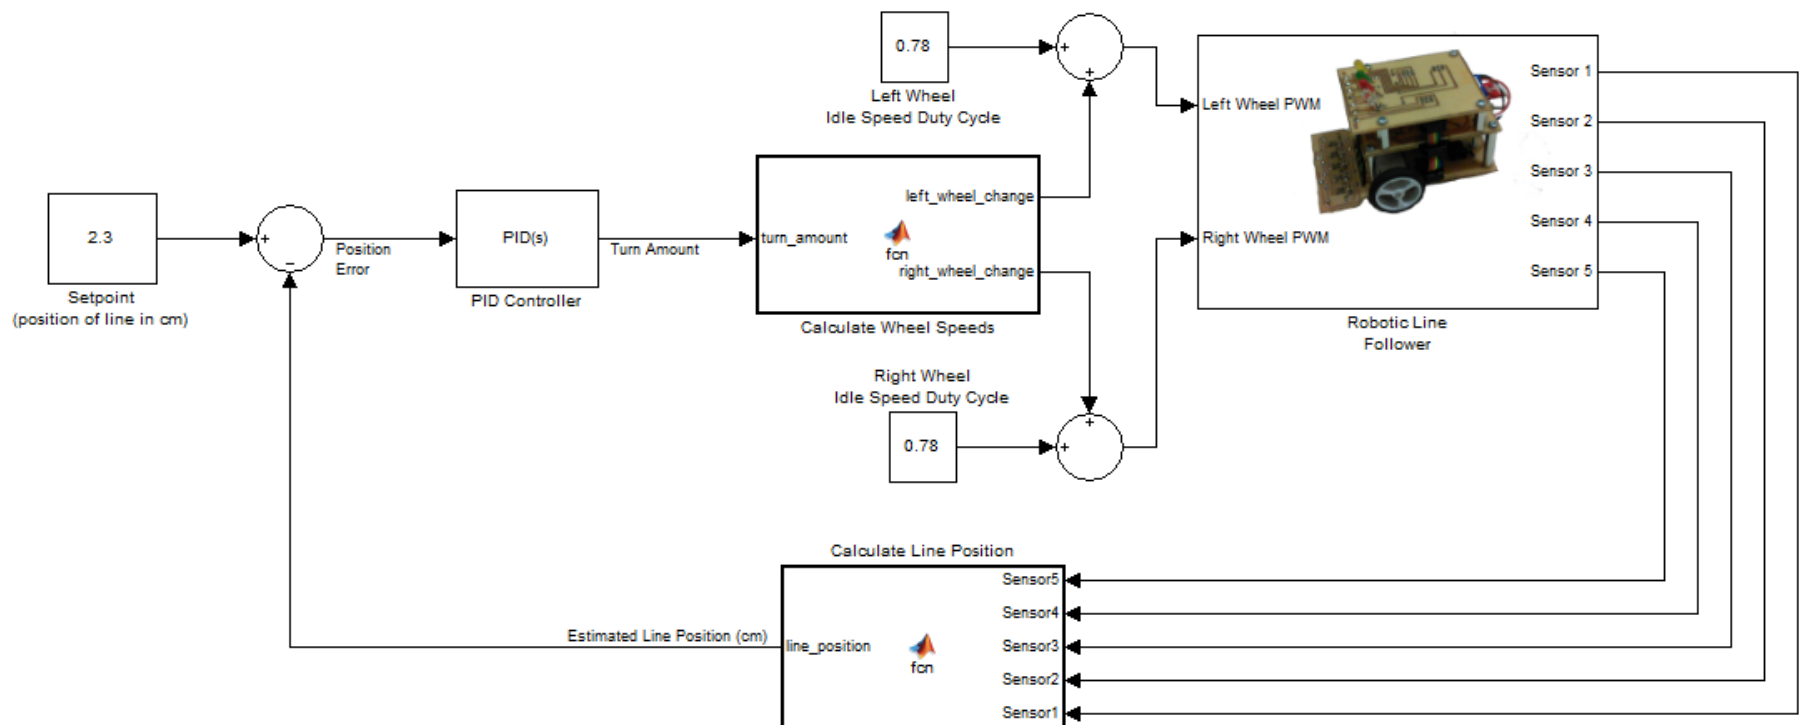 0.78
Left Wheel
Idle Speed Duty Cycle
+
+
Left Wheel PWM
Right Wheel PWM
Sensor 1
Sensor 2
Sensor 3
Sensor 4
Sensor 5
Robotic Line
Follower
2.3
Setpoint
(position of line in cm)
+
−
Position
Error
PID(s)
PID Controller
Turn Amount
turn_amount
left_wheel_change
fcn
right_wheel_change
Calculate Wheel Speeds
Right Wheel
Idle Speed Duty Cycle
0.78
+
+
Calculate Line Position
Sensor5
Sensor4
Sensor3
Sensor2
Sensor1
line_position
fcn
Estimated Line Position (cm)